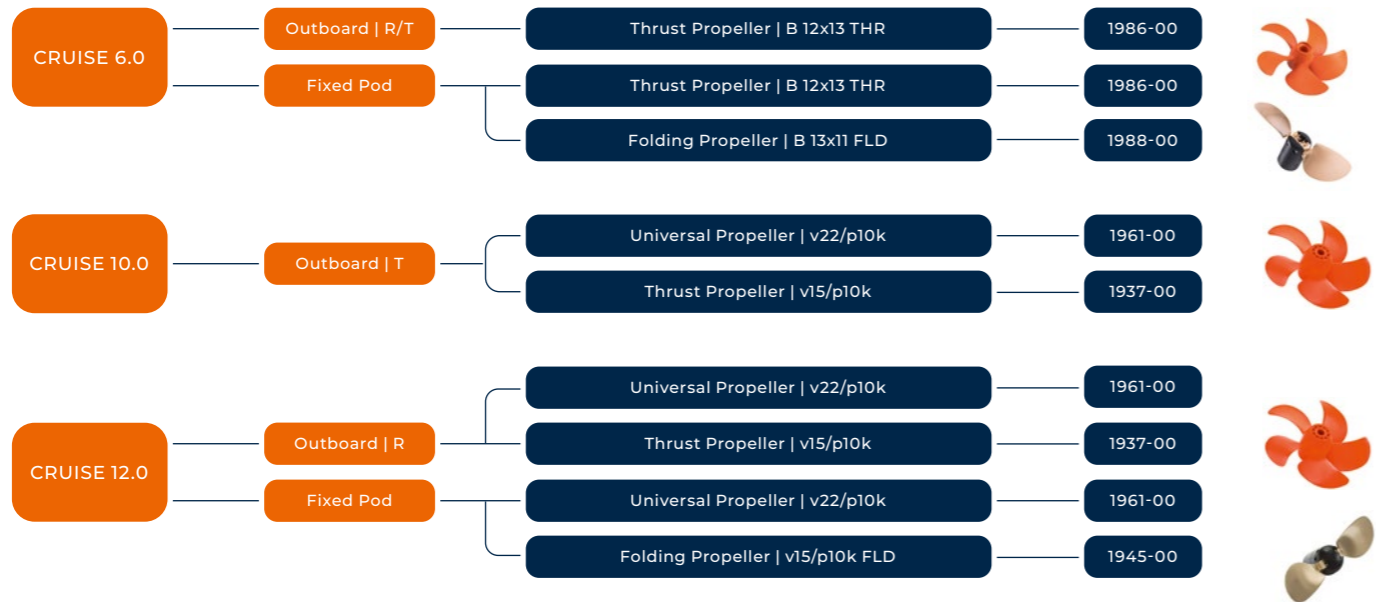 CRUISE 6.0
Outboard | R/T
Thrust Propeller | B 12x13 THR
1986-00
Fixed Pod
Thrust Propeller | B 12x13 THR
1986-00
Folding Propeller | B 13x11 FLD
1988-00
CRUISE 10.0
Outboard | T
Universal Propeller | v22/p10k
1961-00
Thrust Propeller | v15/p10k
1937-00
CRUISE 12.0
Outboard | R
Universal Propeller | v22/p10k
1961-00
Thrust Propeller | v15/p10k
1937-00
Fixed Pod
Universal Propeller | v22/p10k
1961-00
Folding Propeller | v15/p10k FLD
1945-00